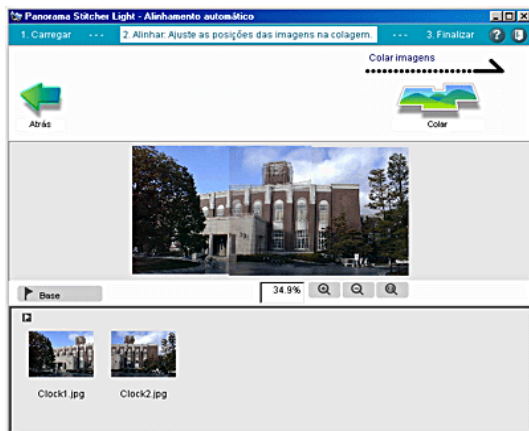 Panorama Stitcher Light - Alinhamento automático
1. Carregar --- 2. Alinhar: Ajuste as posições das imagens na colagem. --- 3. Finalizar
Colar imagens
Atrás
Colar
Base
34.9%
Clock1.jpg Clock2.jpg